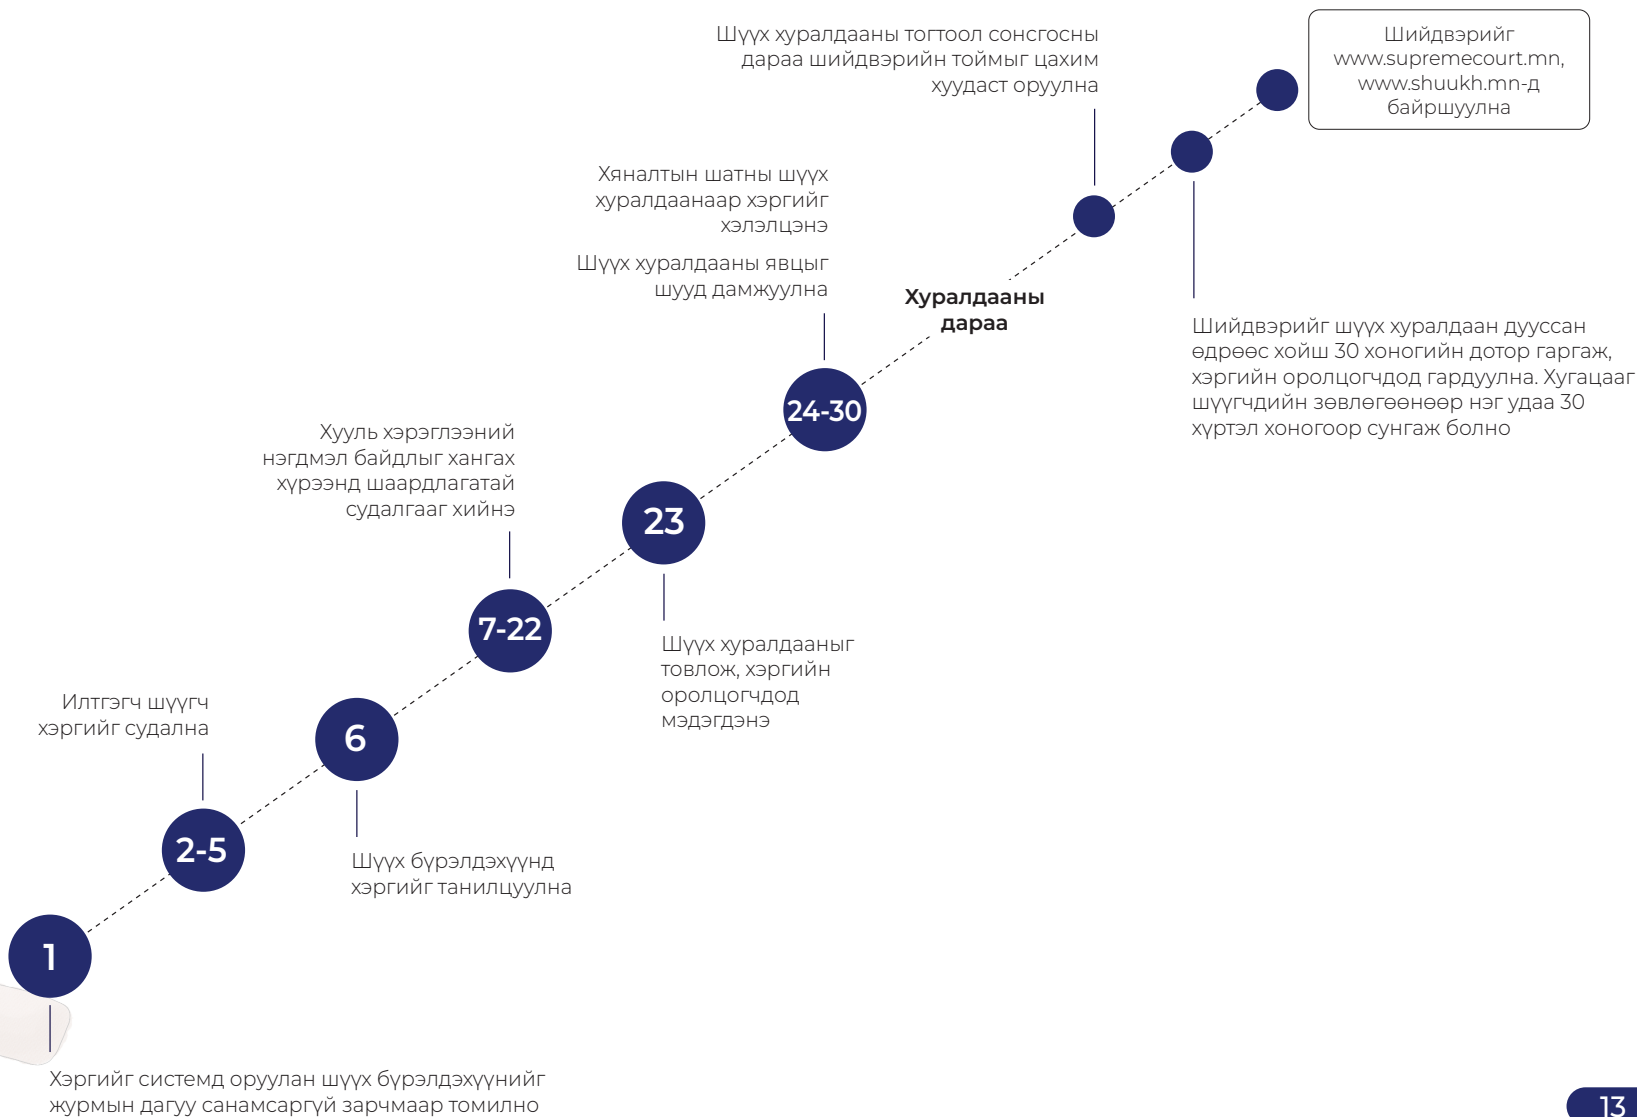 Шүүх хуралдааны тогтоол сонсгосны
дараа шийдвэрийн тоймыг цахим
хуудаст оруулна
Шийдвэрийг
www.supremecourt.mn,
www.shuukh.mn-д
байршуулна
Хяналтын шатны шүүх
хуралдаанаар хэргийг
хэлэлцэнэ
Шүүх хуралдааны явцыг
шууд дамжуулна
Хуралдааны
дараа
Шийдвэрийг шүүх хуралдаан дууссан
өдрөөс хойш 30 хоногийн дотор гаргаж,
хэргийн оролцогчдод гардуулна. Хугацааг
шүүгчдийн зөвлөгөөнөөр нэг удаа 30
хүртэл хоногоор сунгаж болно
24-30
Хууль хэрэглээний
нэгдмэл байдлыг хангах
хүрээнд шаардлагатай
судалгааг хийнэ
23
7-22
Шүүх хуралдааныг
товлож, хэргийн
оролцогчдод
мэдэгдэнэ
Илтгэгч шүүгч
хэргийг судална
6
2-5
Шүүх бүрэлдэхүүнд
хэргийг танилцуулна
1
Хэргийг системд оруулан шүүх бүрэлдэхүүнийг
журмын дагуу санамсаргүй зарчмаар томилно
13